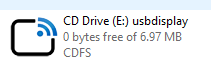 CD Drive (E:) usbdisplay
0 bytes free of 6.97 MB
CDFS